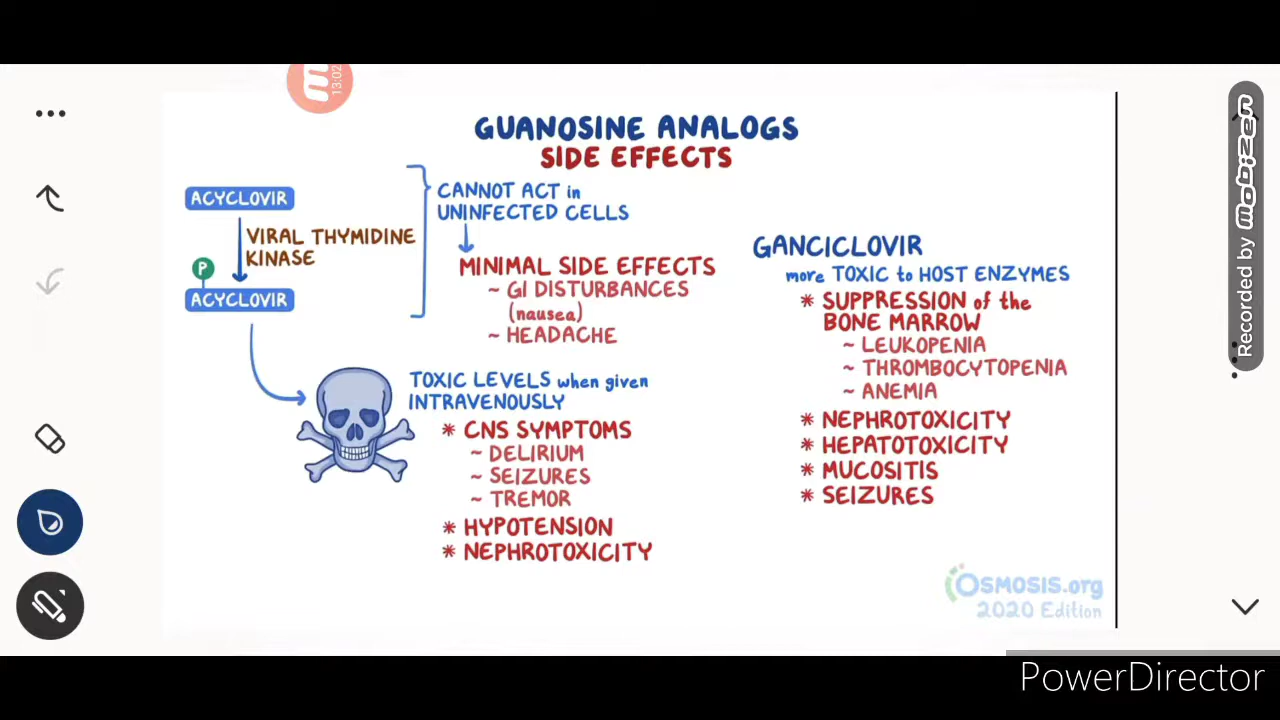 13:02
GUANOSINE ANALOGS
SIDE EFFECTS
ACYCLOVIR
VIRAL THYMIDINE
KINASE
P
ACYCLOVIR
CANNOT ACT in
UNINFECTED CELLS
MINIMAL SIDE EFFECTS
~ GI DISTURBANCES
(nausea)
~ HEADACHE
TOXIC LEVELS when given
INTRAVENOUSLY
* CNS SYMPTOMS
~ DELIRIUM
~ SEIZURES
~ TREMOR
* HYPOTENSION
* NEPHROTOXICITY
GANCICLOVIR
more TOXIC to HOST ENZYMES
* SUPPRESSION of the
BONE MARROW
~ LEUKOPENIA
~ THROMBOCYTOPENIA
~ ANEMIA
* NEPHROTOXICITY
* HEPATOTOXICITY
* MUCOSITIS
* SEIZURES
OSMOSIS.org
2020 Edition
Recorded by mobizen
PowerDirector